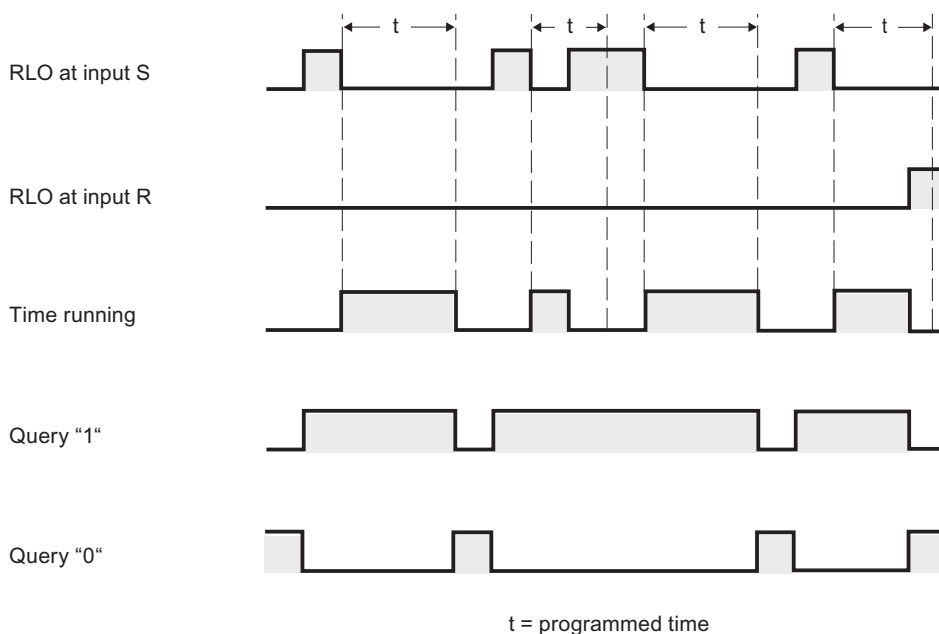 t t t t
RLO at input S
RLO at input R
Time running
Query “1“
Query “0“
t = programmed time